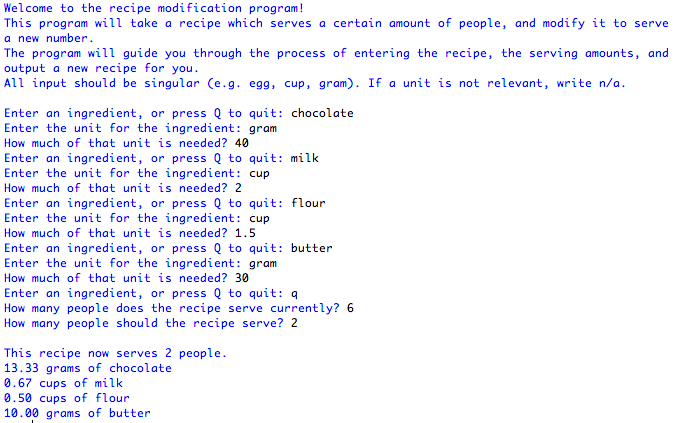 Welcome to the recipe modification program!
This program will take a recipe which serves a certain amount of people, and modify it to serve
a new number.
The program will guide you through the process of entering the recipe, the serving amounts, and
output a new recipe for you.
All input should be singular (e.g. egg, cup, gram). If a unit is not relevant, write n/a.
Enter an ingredient, or press Q to quit: chocolate
Enter the unit for the ingredient: gram
How much of that unit is needed? 40
Enter an ingredient, or press Q to quit: milk
Enter the unit for the ingredient: cup
How much of that unit is needed? 2
Enter an ingredient, or press Q to quit: flour
Enter the unit for the ingredient: cup
How much of that unit is needed? 1.5
Enter an ingredient, or press Q to quit: butter
Enter the unit for the ingredient: gram
How much of that unit is needed? 30
Enter an ingredient, or press Q to quit: q
How many people does the recipe serve currently? 6
How many people should the recipe serve? 2
This recipe now serves 2 people.
13.33 grams of chocolate
0.67 cups of milk
0.50 cups of flour
10.00 grams of butter